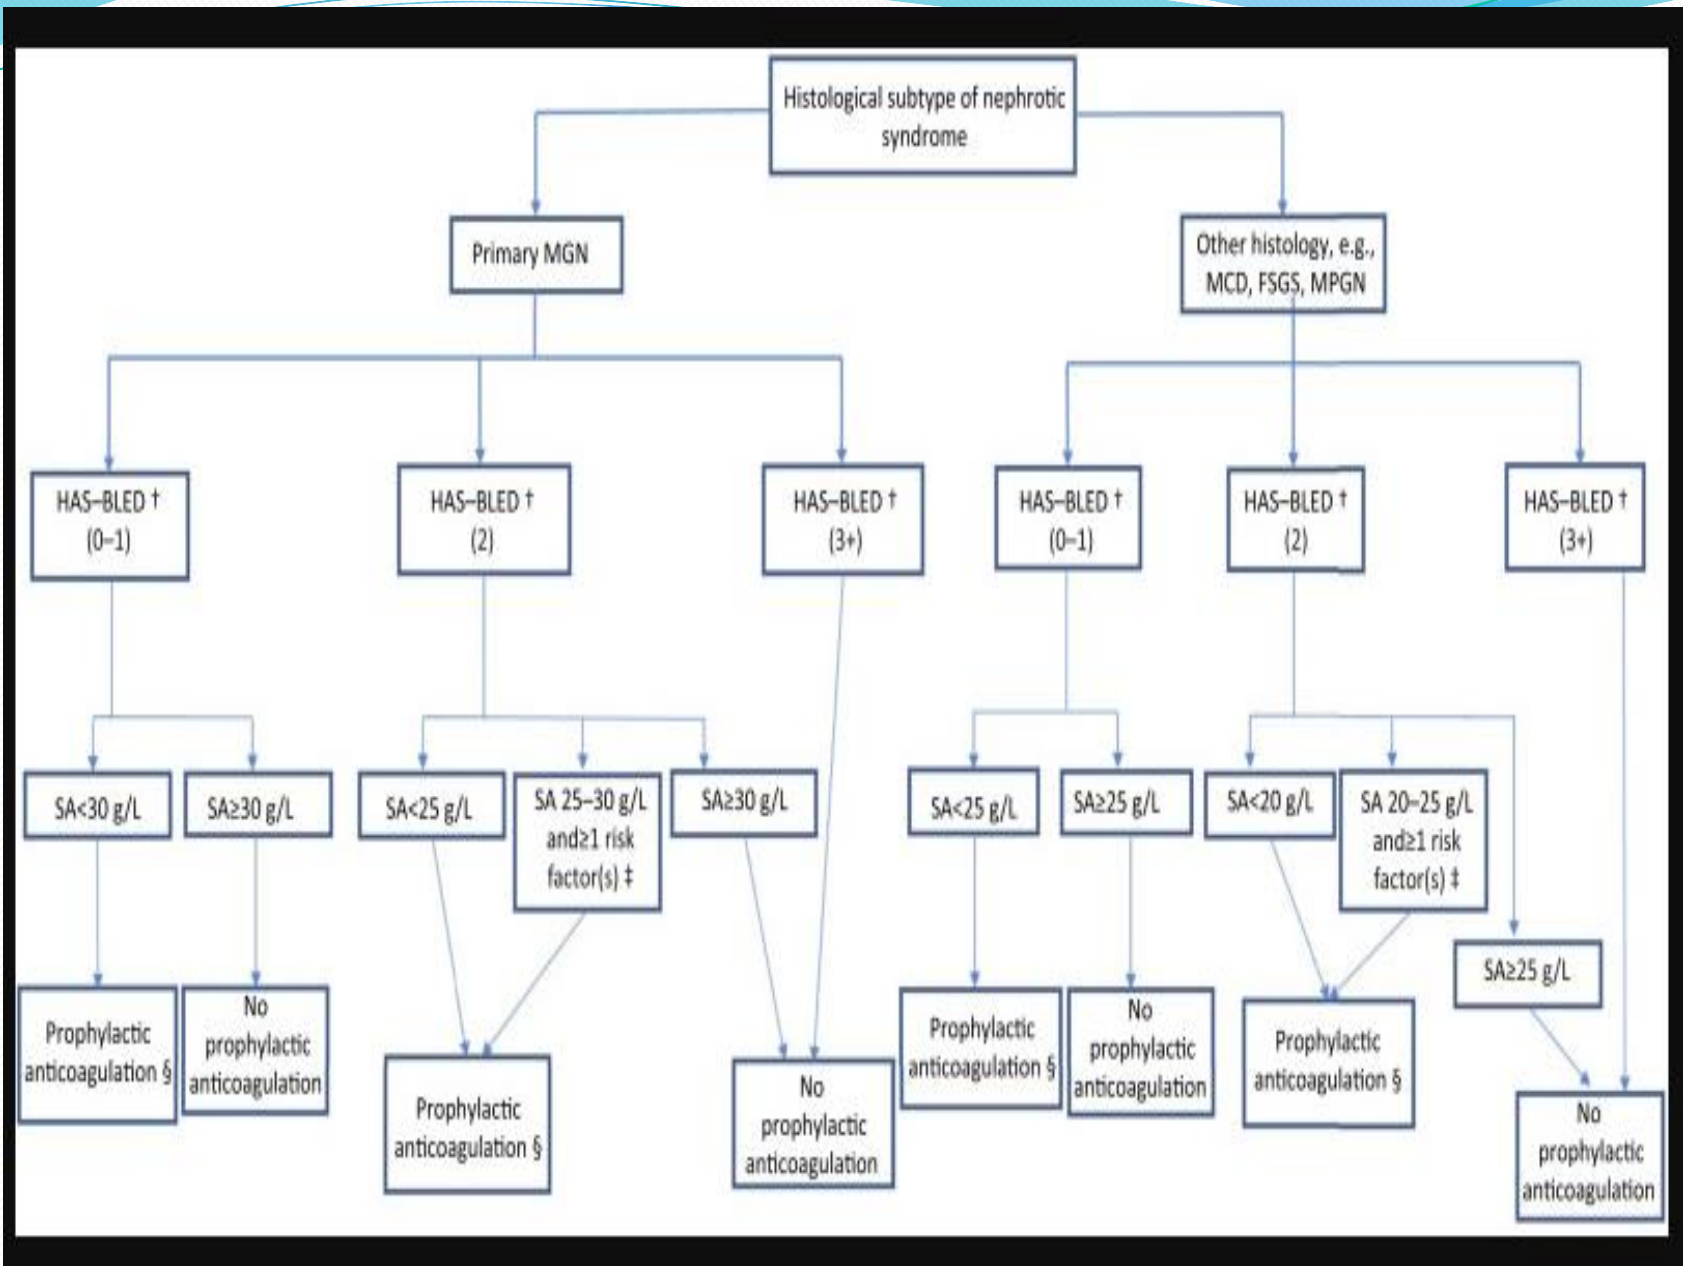 Histological subtype of nephrotic
syndrome
Primary MGN
Other histology, e.g.,
MCD, FSGS, MPGN
HAS–BLED †
(0–1)
HAS–BLED †
(2)
HAS–BLED †
(3+)
HAS–BLED †
(0–1)
HAS–BLED †
(2)
HAS–BLED †
(3+)
SA<30 g/L
SA≥30 g/L
SA<25 g/L
SA 25–30 g/L
and≥1 risk
factor(s) ‡
SA≥30 g/L
SA<25 g/L
SA≥25 g/L
SA<20 g/L
SA 20–25 g/L
and≥1 risk
factor(s) ‡
SA≥25 g/L
Prophylactic
anticoagulation §
No
prophylactic
anticoagulation
Prophylactic
anticoagulation §
No
prophylactic
anticoagulation
Prophylactic
anticoagulation §
No
prophylactic
anticoagulation
Prophylactic
anticoagulation §
No
prophylactic
anticoagulation